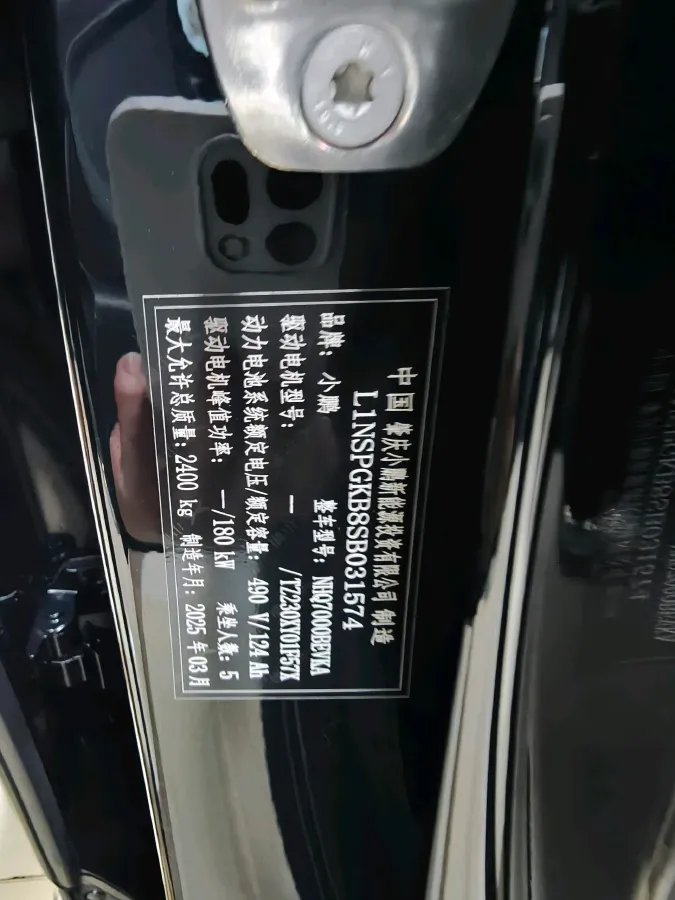 中国 肇庆小鹏新能源投资有限公司 制造
L1NSPGKB8SB031574
品牌：小鹏 整车型号：NHQ7000BEVKA
驱动电机型号： —/TZ230XY01F57X
动力电池系统额定电压/额定容量： 490 V/124 Ah
驱动电机峰值功率： —/180 kW 乘坐人数：5
最大允许总质量：2400 kg 制造年月：2025 年 03 月